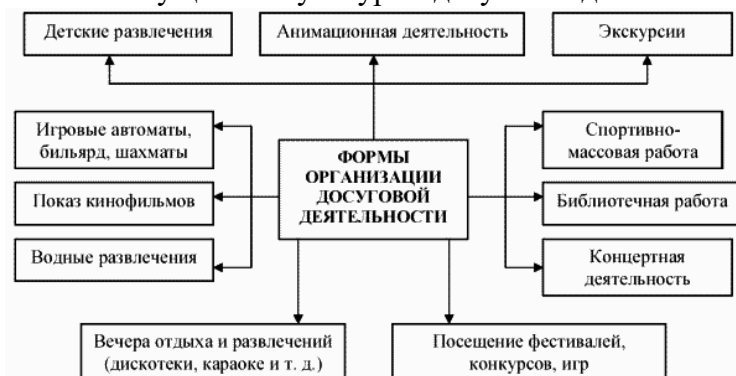 Детские развлечения
Анимационная деятельность
Экскурсии
Игровые автоматы,
бильярд, шахматы
Показ кинофильмов
Водные развлечения
ФОРМЫ
ОРГАНИЗАЦИИ
ДОСУГОВОЙ
ДЕЯТЕЛЬНОСТИ
Спортивно-
массовая работа
Библиотечная работа
Концертная
деятельность
Вечера отдыха и развлечений
(дискотеки, караоке и т. д.)
Посещение фестивалей,
конкурсов, игр